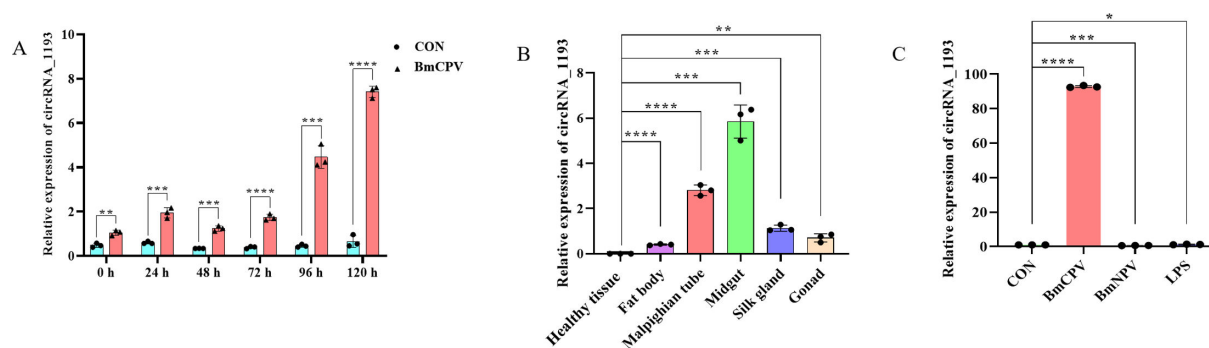 A
Relative expression of circRNA_1193
10
8
6
4
2
0
CON
BmCPV
**
***
***
****
***
****
0 h
24 h
48 h
72 h
96 h
120 h
B
Relative expression of circRNA_1193
8
6
4
2
0
**
***
***
****
****
Healthy tissue
Fat body
Malpighian tube
Midgut
Silk gland
Gonad
C
Relative expression of circRNA_1193
100
80
60
40
20
0
*
***
****
CON
BmCPV
BmNPV
LPS